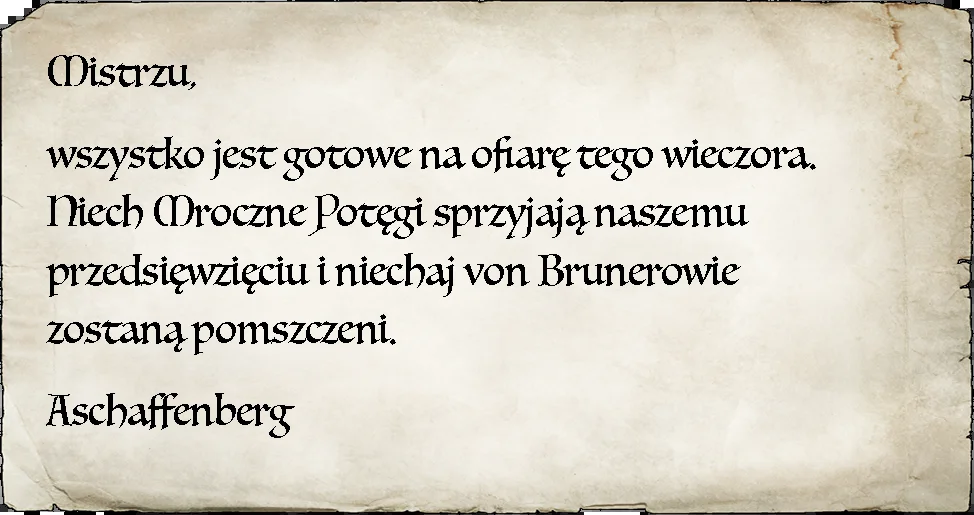 Mistrzu,
wszystko jest gotowe na ofiarę tego wieczora.
Niech Mroczne Potęgi sprzyjają naszemu
przedsięwzięciu i niechaj von Brunerowie
zostaną pomszczeni.
Aschaffenberg